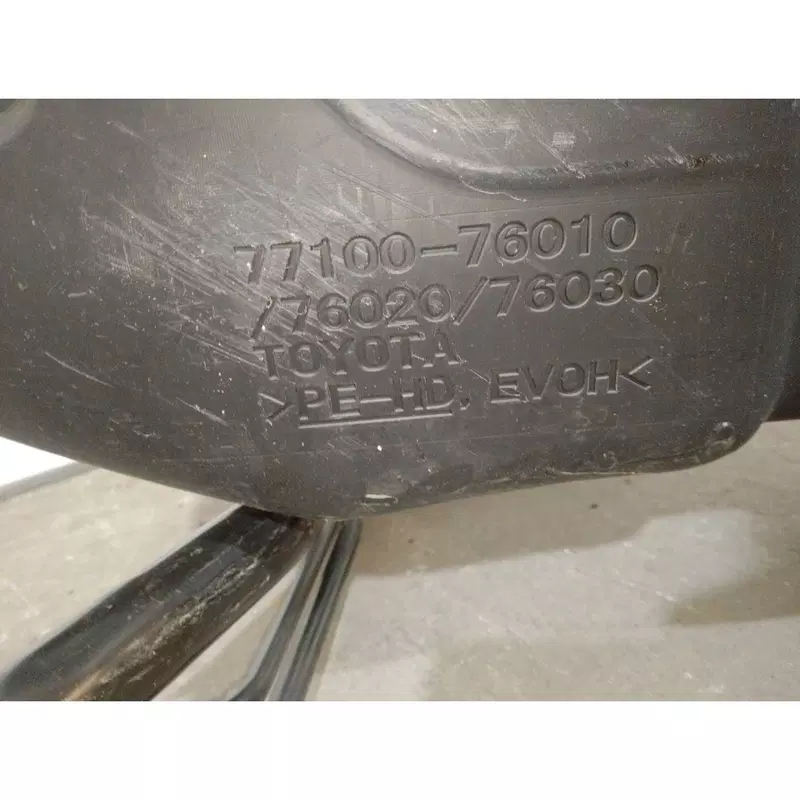 77100-76010
/76020/76030
TOYOTA
>PE-HD, EVOH<